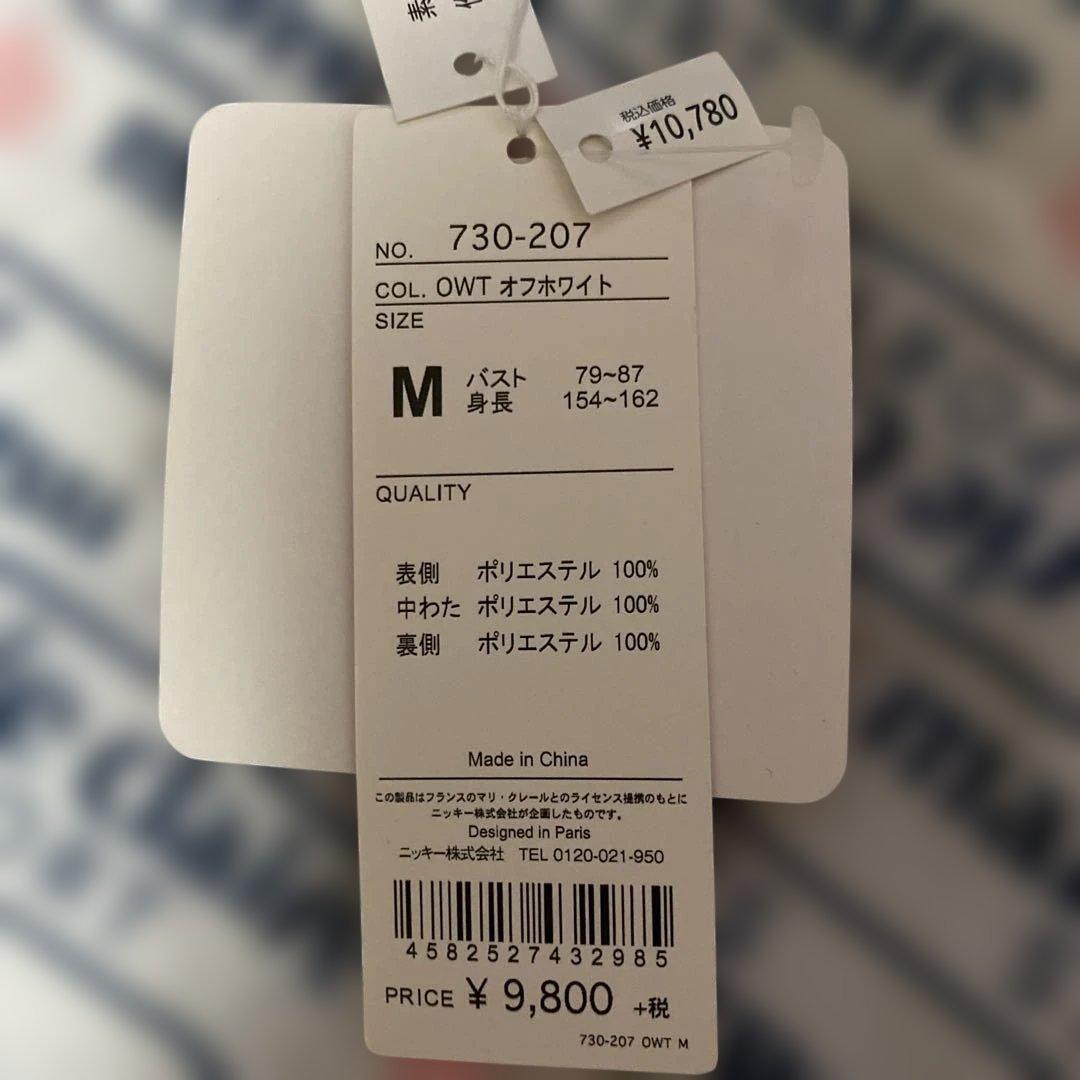 素
税込価格
¥10,780
NO. 730-207
COL. OWT オフホワイト
SIZE
M バスト 79~87
身長 154~162
QUALITY
表側 ポリエステル 100%
中わた ポリエステル 100%
裏側 ポリエステル 100%
Made in China
この製品はフランスのマリ・クレールとのライセンス提携のもとに
ニッキー株式会社が企画したものです。
Designed in Paris
ニッキー株式会社 TEL 0120-021-950
4582527432985
PRICE ¥ 9,800 +税
730-207 OWT M